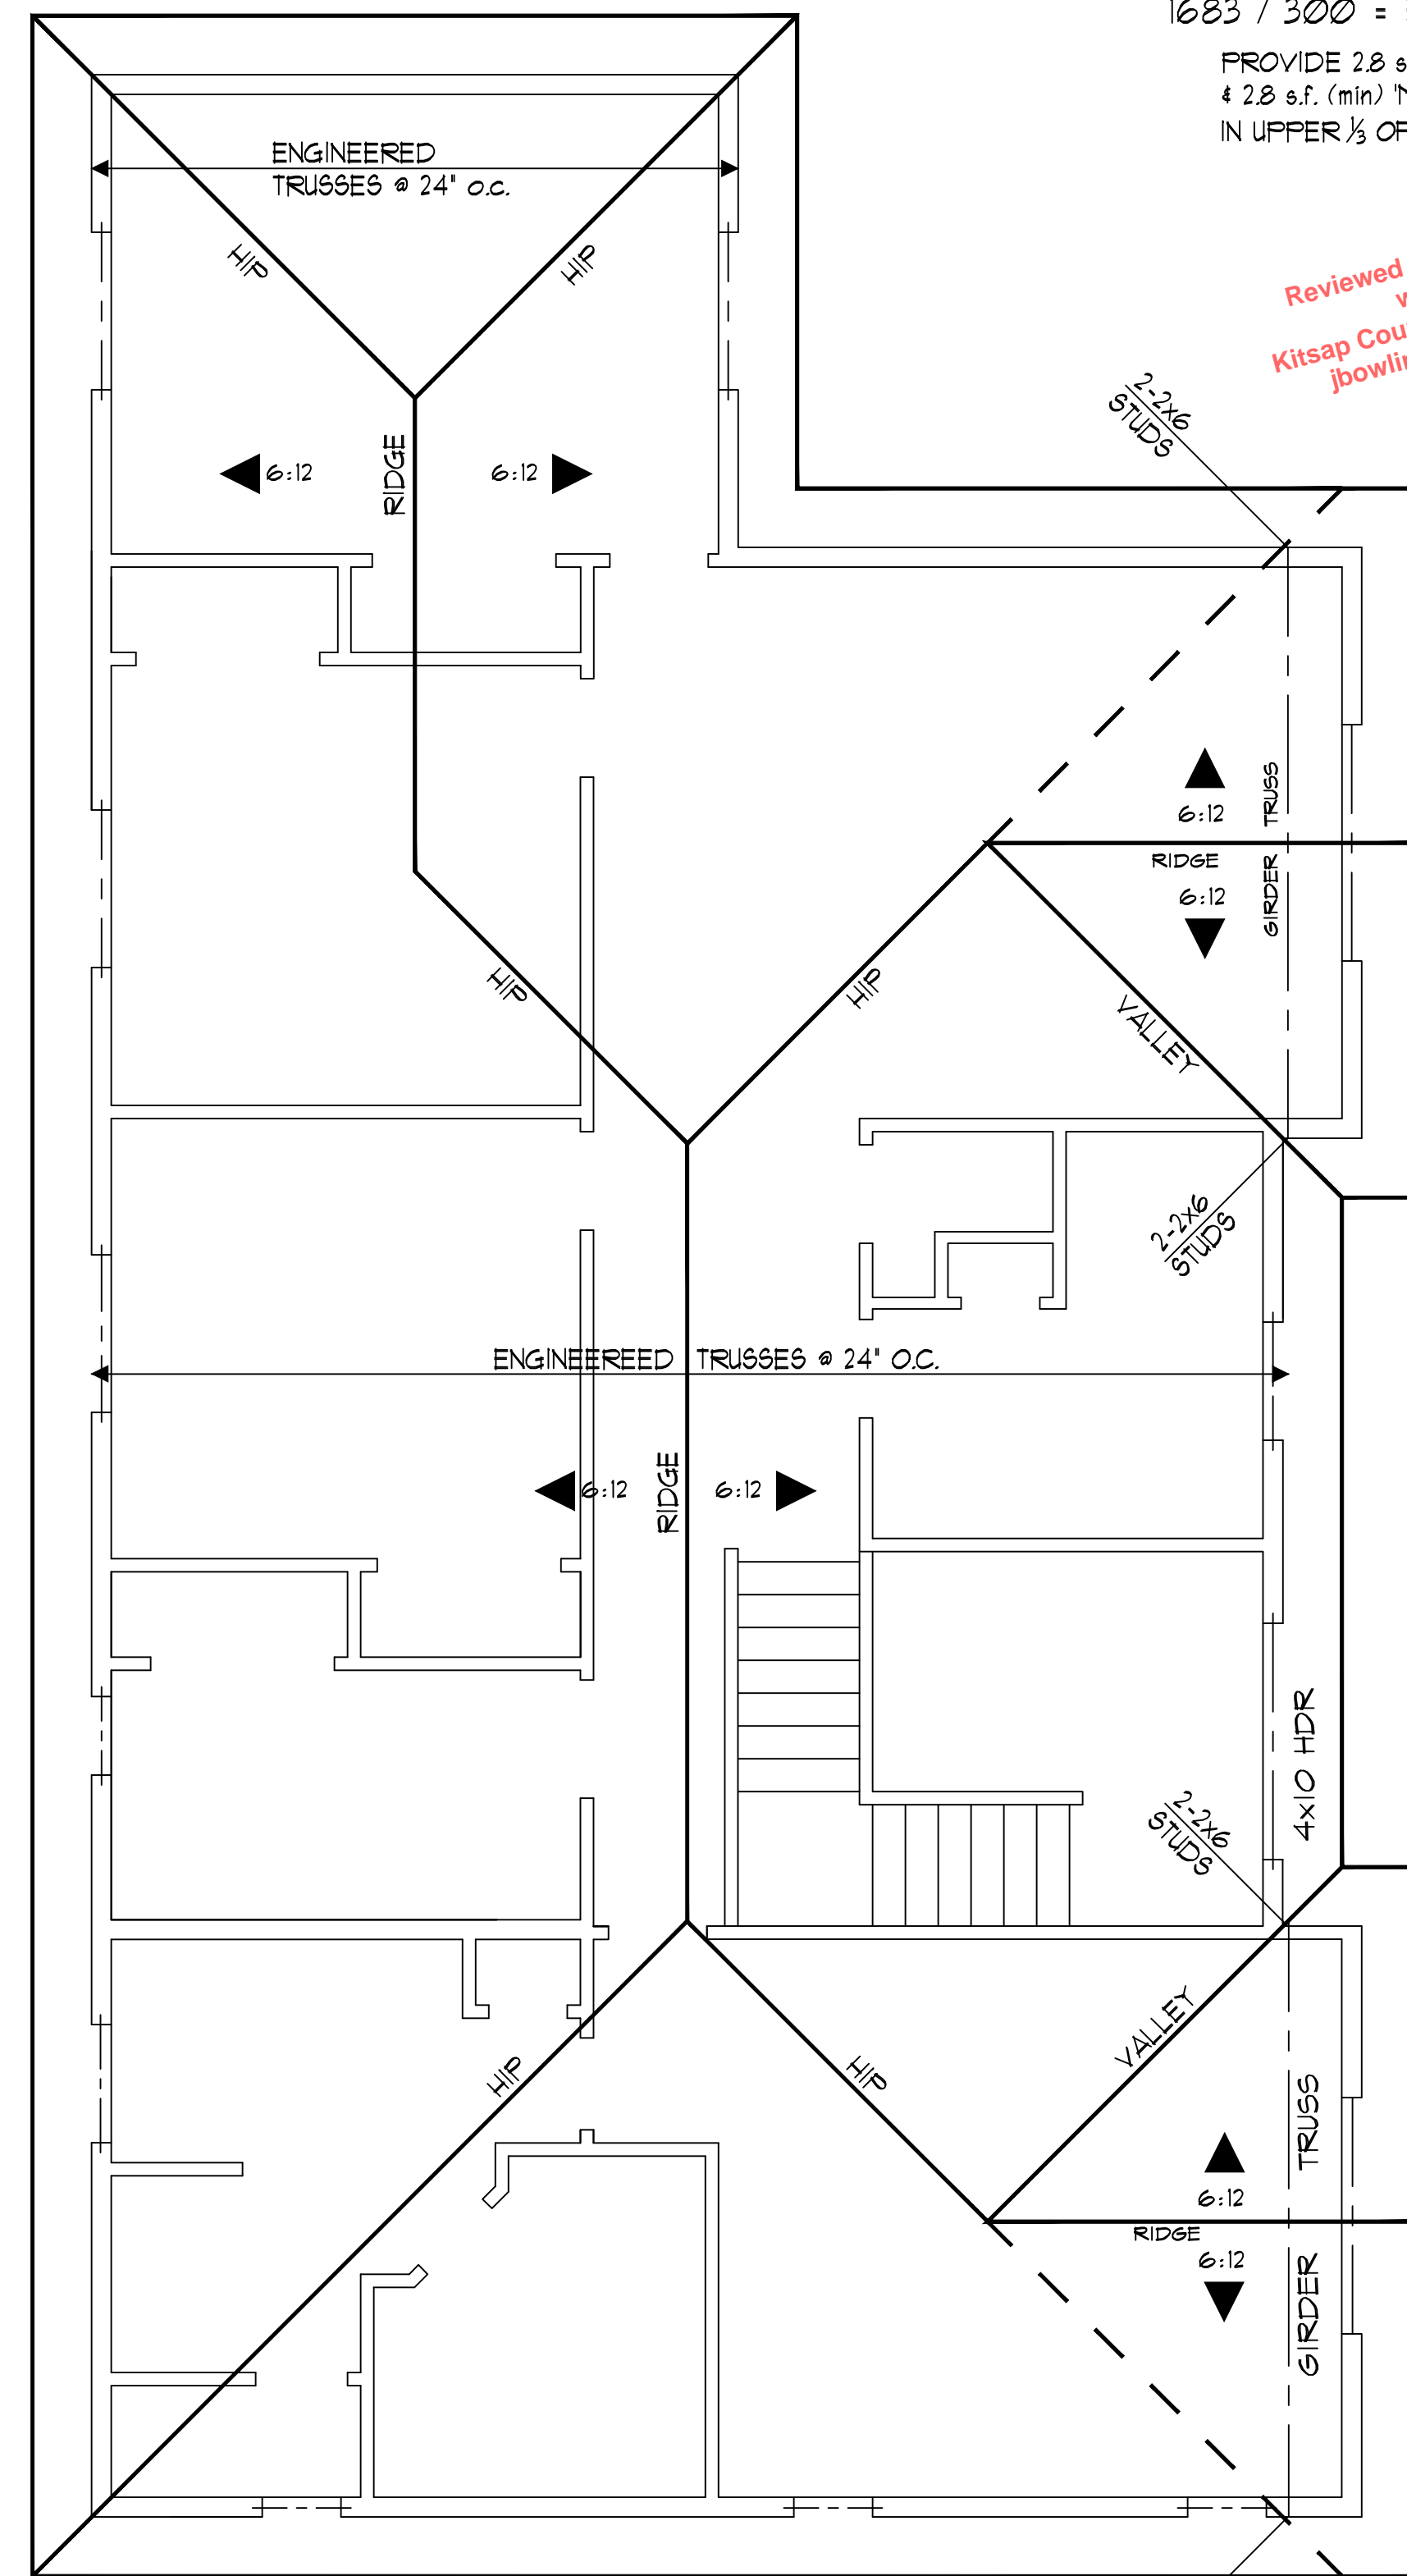 1683 / 300 =
PROVIDE 2.8 s
& 2.8 s.f. (min) 'N
IN UPPER ⅓ OF
ENGINEERED
TRUSSES @ 24" O.C.
HIP
HIP
Reviewed
Kitsap Cou
jbowlin
2-2x6
STUDS
RIDGE
6:12
6:12
TRUSS
6:12
RIDGE
6:12
GIRDER
HIP
HIP
VALLEY
2-2x6
STUDS
ENGINEEREED TRUSSES @ 24" O.C.
RIDGE
6:12
6:12
4x10 HDR
2-2x6
STUDS
VALLEY
HIP
HIP
TRUSS
6:12
RIDGE
6:12
GIRDER